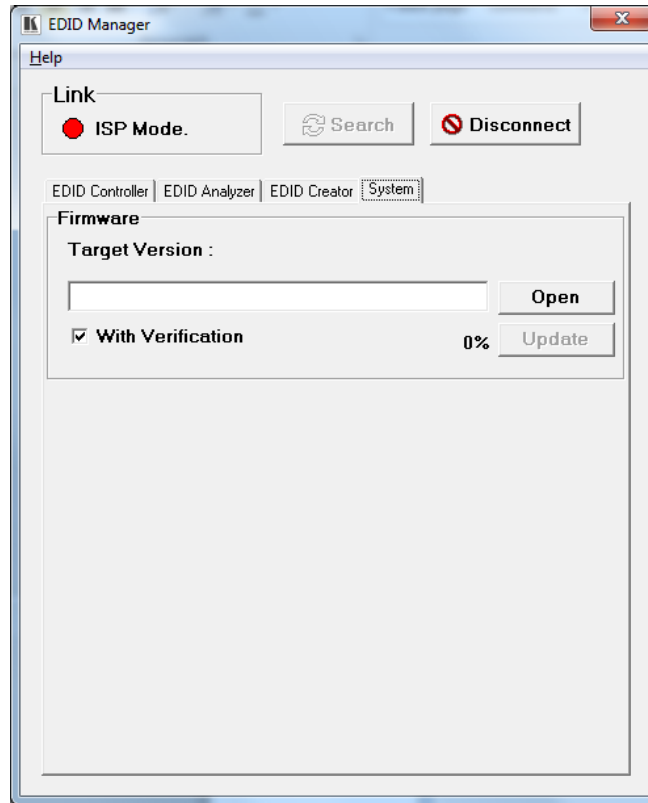 EDID Manager
Help
Link
ISP Mode.
Search
Disconnect
EDID Controller
EDID Analyzer
EDID Creator
System
Firmware
Target Version :
Open
With Verification
0%
Update